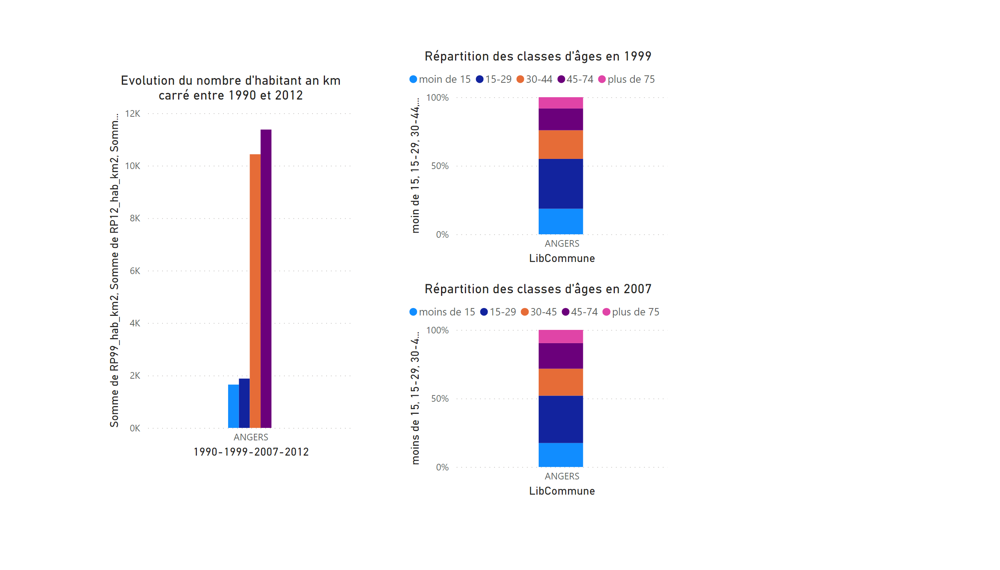 Evolution du nombre d'habitant an km
carré entre 1990 et 2012
Somme de RP99_hab_km2, Somme de RP12_hab_km2, Somm...
12K
10K
8K
6K
4K
2K
0K
ANGERS
1990-1999-2007-2012
Répartition des classes d'âges en 1999
moin de 15 15-29 30-44 45-74 plus de 75
moin de 15, 15-29, 30-44,...
100%
50%
0%
ANGERS
LibCommune
Répartition des classes d'âges en 2007
moins de 15 15-29 30-45 45-74 plus de 75
moins de 15, 15-29, 30-4...
100%
50%
0%
ANGERS
LibCommune